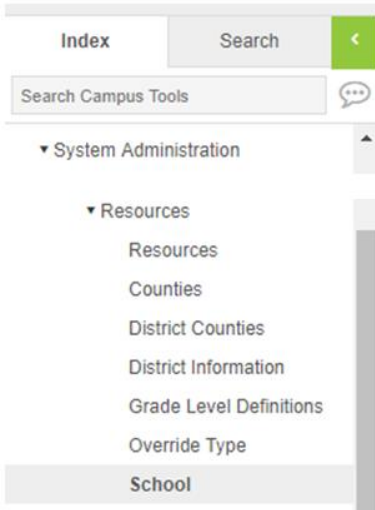 Index Search
Search Campus Tools
System Administration
Resources
Resources
Counties
District Counties
District Information
Grade Level Definitions
Override Type
School